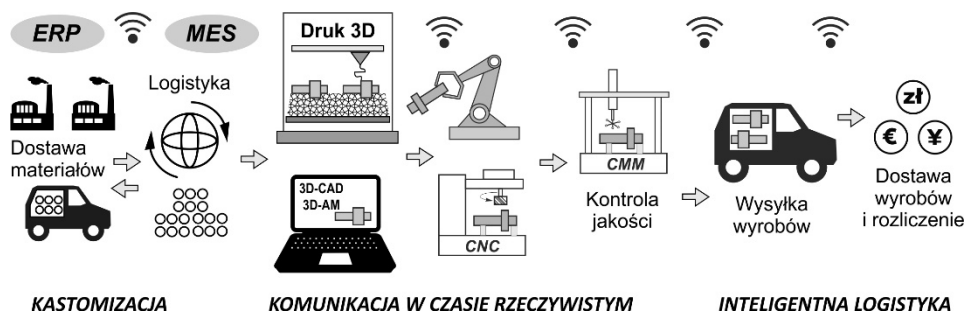 ERP
MES
Druk 3D
Logistyka
Dostawa
materiałów
3D-CAD
3D-AM
CNC
CMM
Kontrola
jakości
Wysyłka
wyrobów
zł
€
¥
Dostawa
wyrobów
i rozliczenie
KASTOMIZACJA
KOMUNIKACJA W CZASIE RZECZYWISTYM
INTELIGENTNA LOGISTYKA